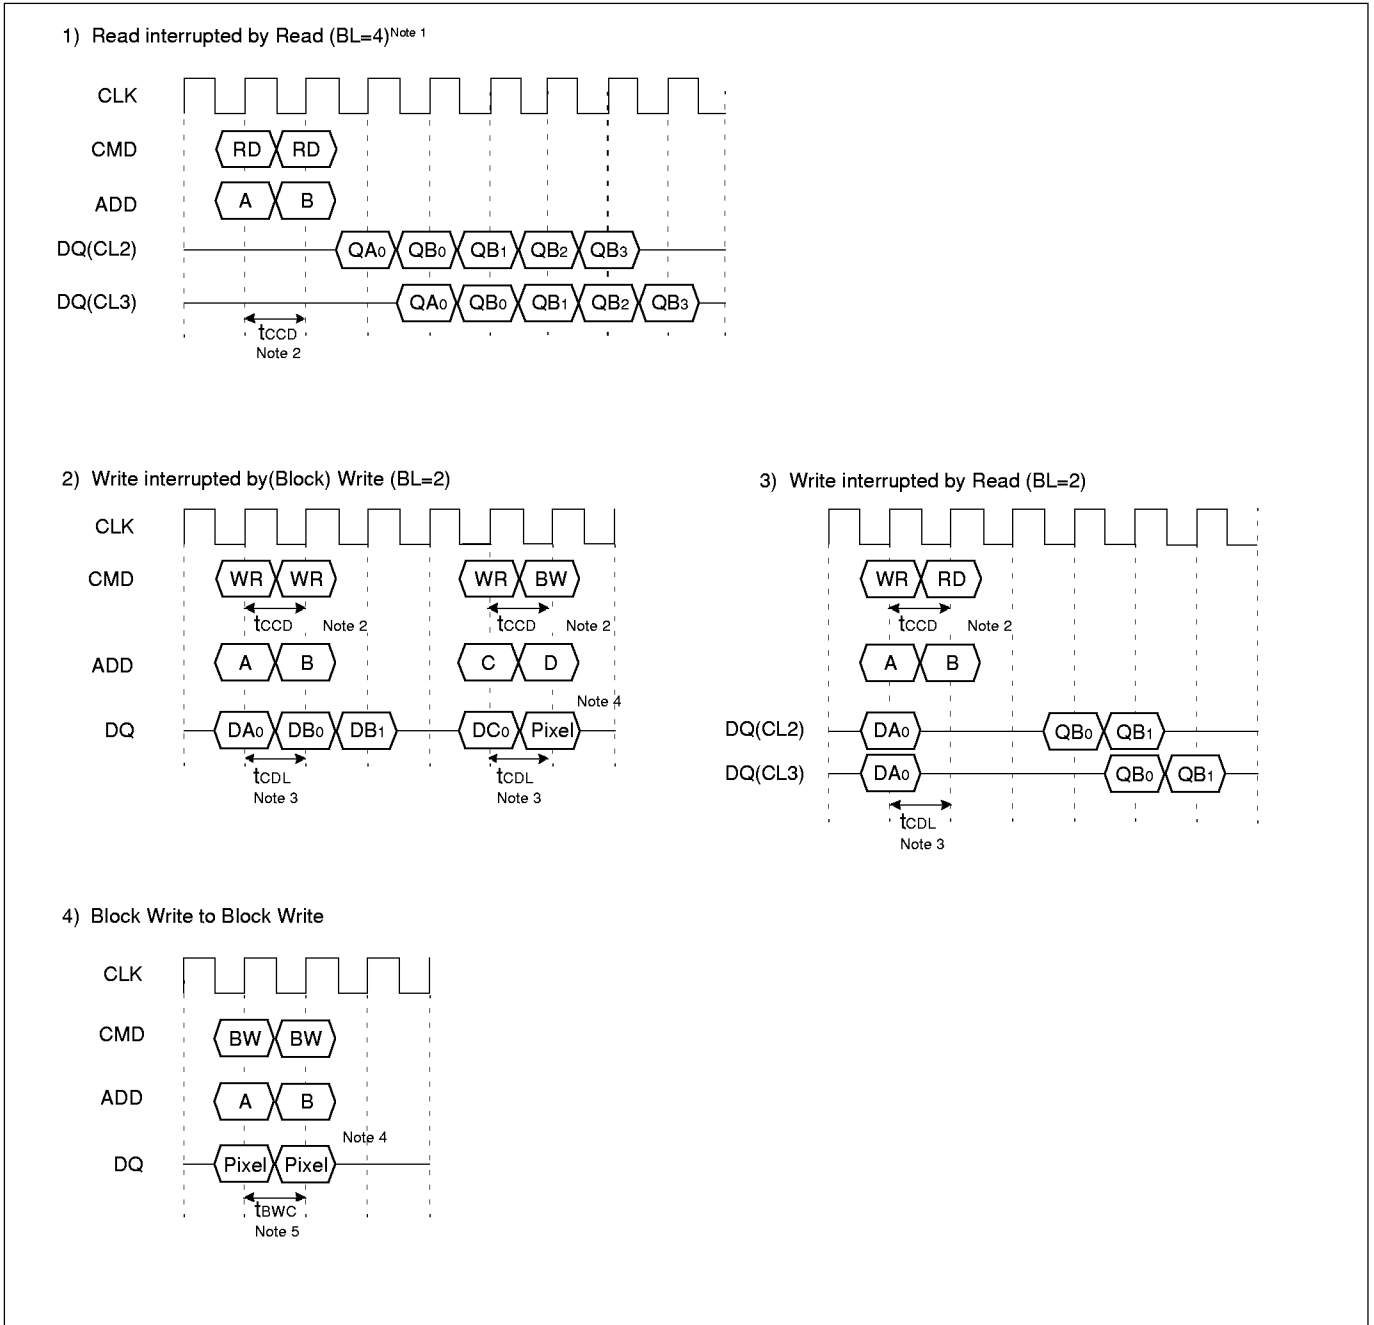 1) Read interrupted by Read (BL=4)Note 1
CLK
CMD RD RD
ADD A B
DQ(CL2) QA0 QB0 QB1 QB2 QB3
DQ(CL3) QA0 QB0 QB1 QB2 QB3
tCCD
Note 2
2) Write interrupted by(Block) Write (BL=2)
CLK
CMD WR WR WR BW
tCCD Note 2 tCCD Note 2
ADD A B C D
Note 4
DQ DA0 DB0 DB1 DC0 Pixel
tCDL tCDL
Note 3 Note 3
3) Write interrupted by Read (BL=2)
CLK
CMD WR RD
tCCD Note 2
ADD A B
DQ(CL2) DA0 QB0 QB1
DQ(CL3) DA0 QB0 QB1
tCDL
Note 3
4) Block Write to Block Write
CLK
CMD BW BW
ADD A B
Note 4
DQ Pixel Pixel
tBWC
Note 5